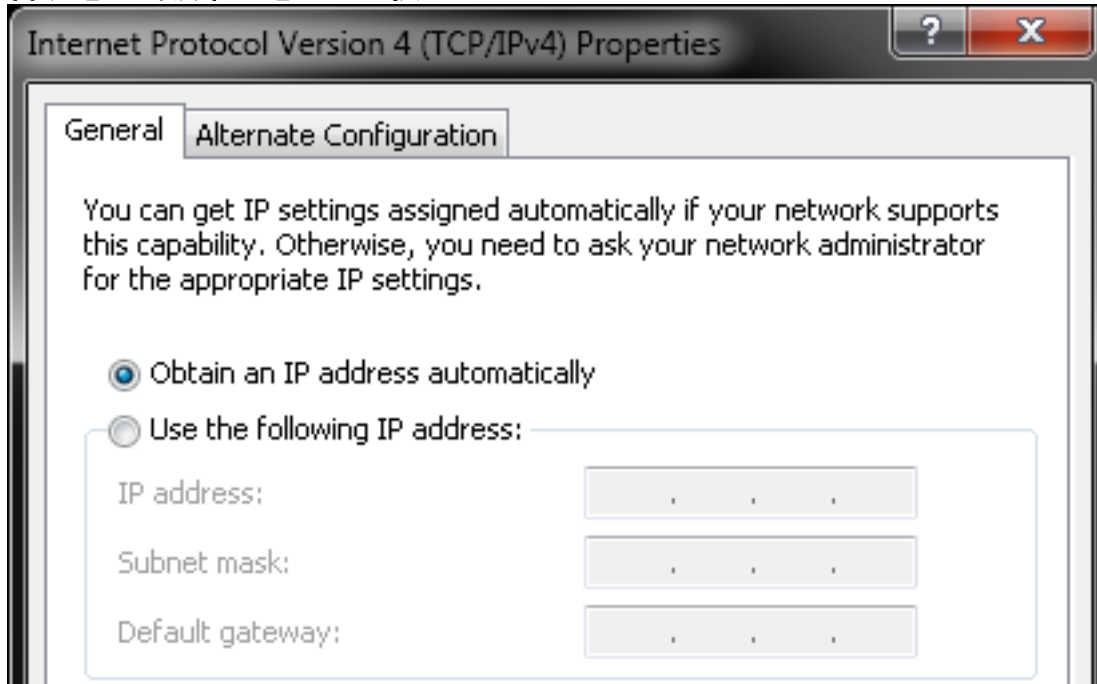 Internet Protocol Version 4 (TCP/IPv4) Properties
General
Alternate Configuration
You can get IP settings assigned automatically if your network supports
this capability. Otherwise, you need to ask your network administrator
for the appropriate IP settings.
Obtain an IP address automatically
Use the following IP address:
IP address:
Subnet mask:
Default gateway: